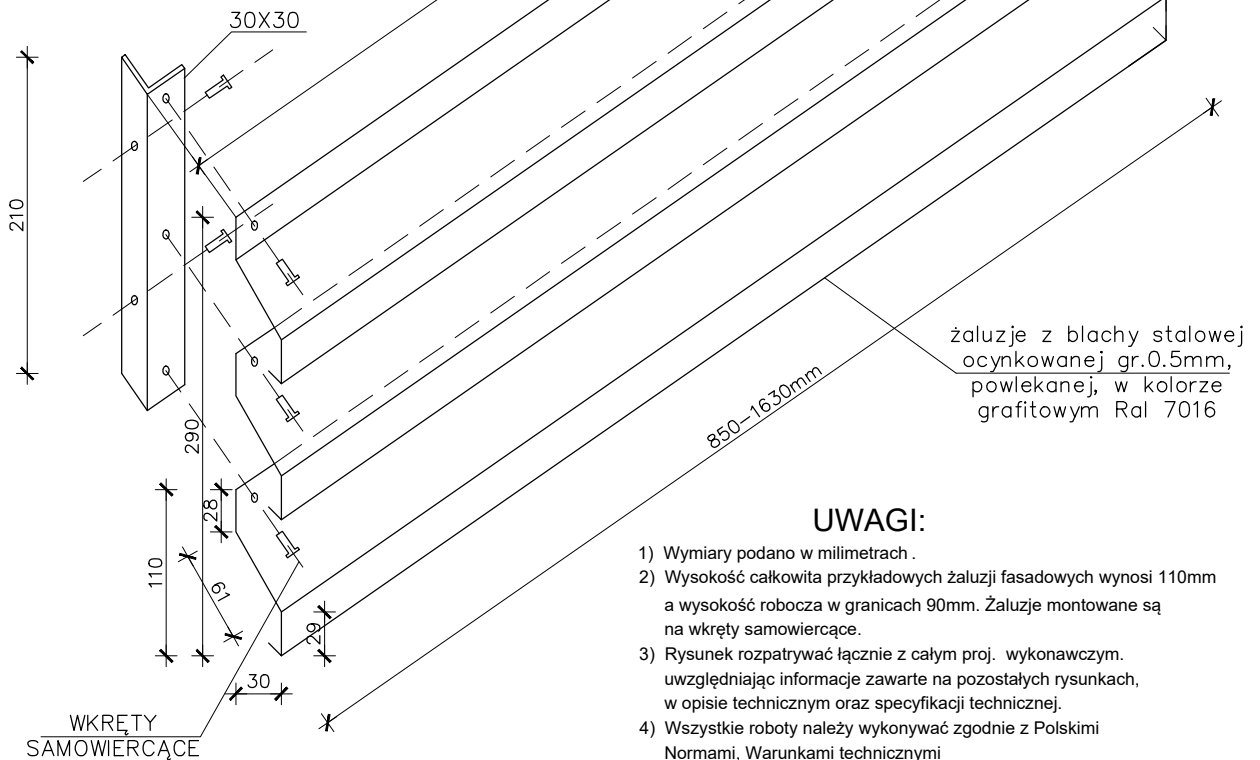 30X30
210
290
28
110
61
29
30
850-1630mm
WKRĘTY
SAMOWIERCĄCE
żaluzje z blachy stalowej
ocynkowanej gr.0.5mm,
powlekanej, w kolorze
grafitowym Ral 7016
UWAGI:
1) Wymiary podano w milimetrach .
2) Wysokość całkowita przykładowych żaluzji fasadowych wynosi 110mm
a wysokość robocza w granicach 90mm. Żaluzje montowane są
na wkręty samowiercące.
3) Rysunek rozpatrywać łącznie z całym proj. wykonawczym.
uwzględniając informacje zawarte na pozostałych rysunkach,
w opisie technicznym oraz specyfikacji technicznej.
4) Wszystkie roboty należy wykonywać zgodnie z Polskimi
Normami, Warunkami technicznymi